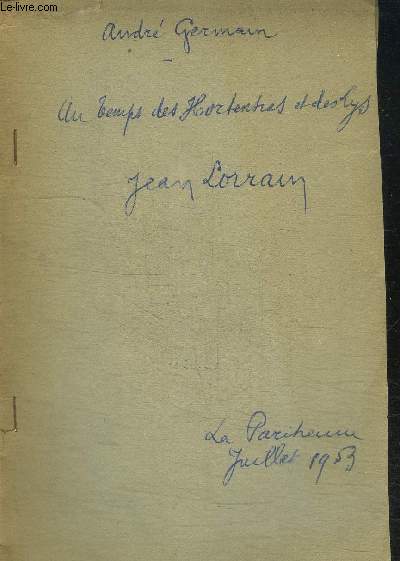 Le-livre.com
André Germain
Au temps des Hortensias et des lys
Jean Lorrain
La Parisienne
Juillet 1953